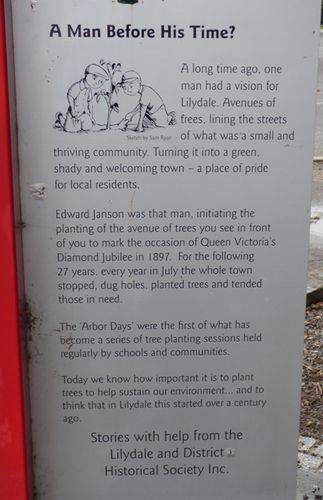 A Man Before His Time?
A long time ago, one
man had a vision for
Lilydale. Avenues of
trees, lining the streets
of what was a small and
Sketch by Sam Ryan
thriving community. Turning it into a green,
shady and welcoming town – a place of pride
for local residents.
Edward Janson was that man, initiating the
planting of the avenue of trees you see in front
of you to mark the occasion of Queen Victoria's
Diamond Jubilee in 1897. For the following
27 years, every year in July the whole town
stopped, dug holes, planted trees and tended
those in need.
The 'Arbor Days' were the first of what has
become a series of tree planting sessions held
regularly by schools and communities.
Today we know how important it is to plant
trees to help sustain our environment... and to
think that in Lilydale this started over a century
ago.
Stories with help from the
Lilydale and District
Historical Society Inc.